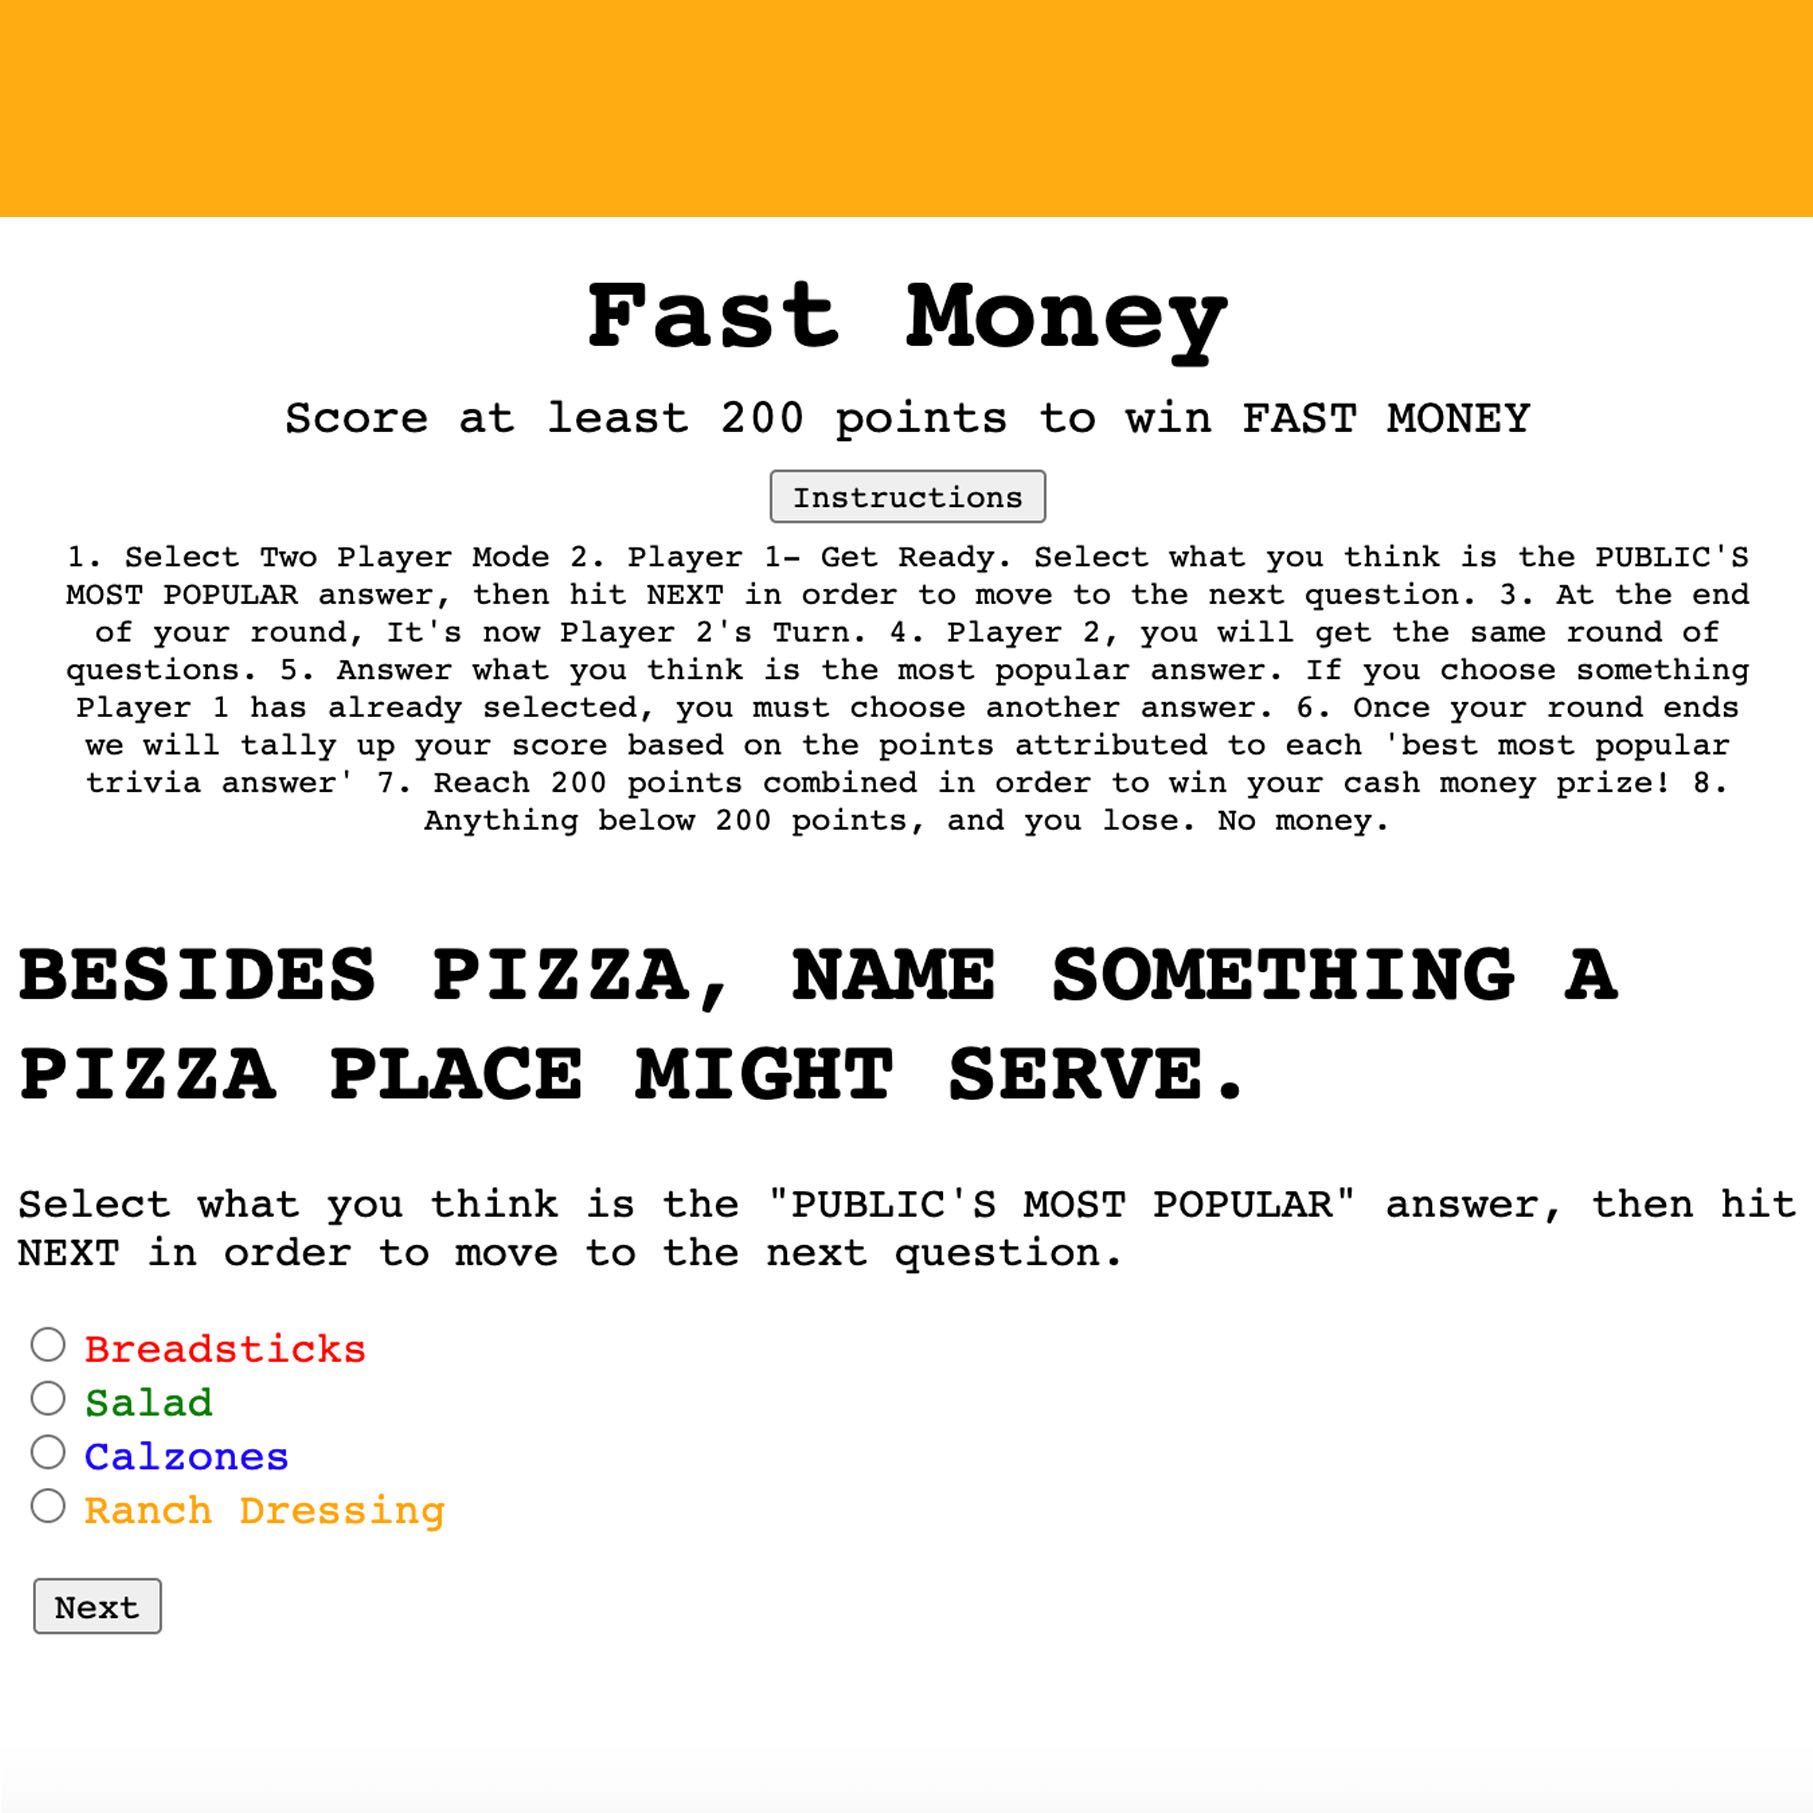 Fast Money
Score at least 200 points to win FAST MONEY
Instructions
1. Select Two Player Mode 2. Player 1- Get Ready. Select what you think is the PUBLIC'S
MOST POPULAR answer, then hit NEXT in order to move to the next question. 3. At the end
of your round, It's now Player 2's Turn. 4. Player 2, you will get the same round of
questions. 5. Answer what you think is the most popular answer. If you choose something
Player 1 has already selected, you must choose another answer. 6. Once your round ends
we will tally up your score based on the points attributed to each 'best most popular
trivia answer' 7. Reach 200 points combined in order to win your cash money prize! 8.
Anything below 200 points, and you lose. No money.
BESIDES PIZZA, NAME SOMETHING A
PIZZA PLACE MIGHT SERVE.
Select what you think is the "PUBLIC'S MOST POPULAR" answer, then hit
NEXT in order to move to the next question.
Breadsticks
Salad
Calzones
Ranch Dressing
Next